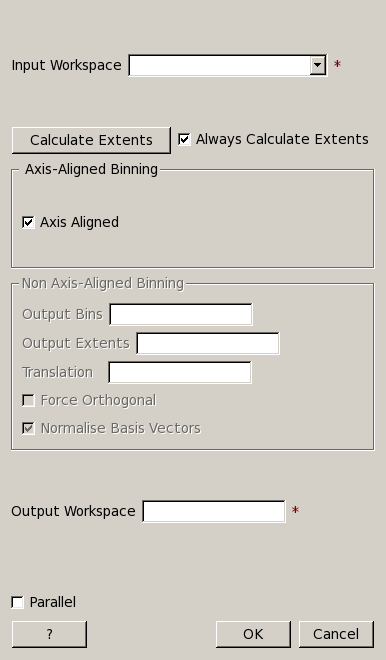 Input Workspace *
Calculate Extents Always Calculate Extents
Axis-Aligned Binning
Axis Aligned
Non Axis-Aligned Binning
Output Bins
Output Extents
Translation
Force Orthogonal
Normalise Basis Vectors
Output Workspace *
Parallel
? OK Cancel